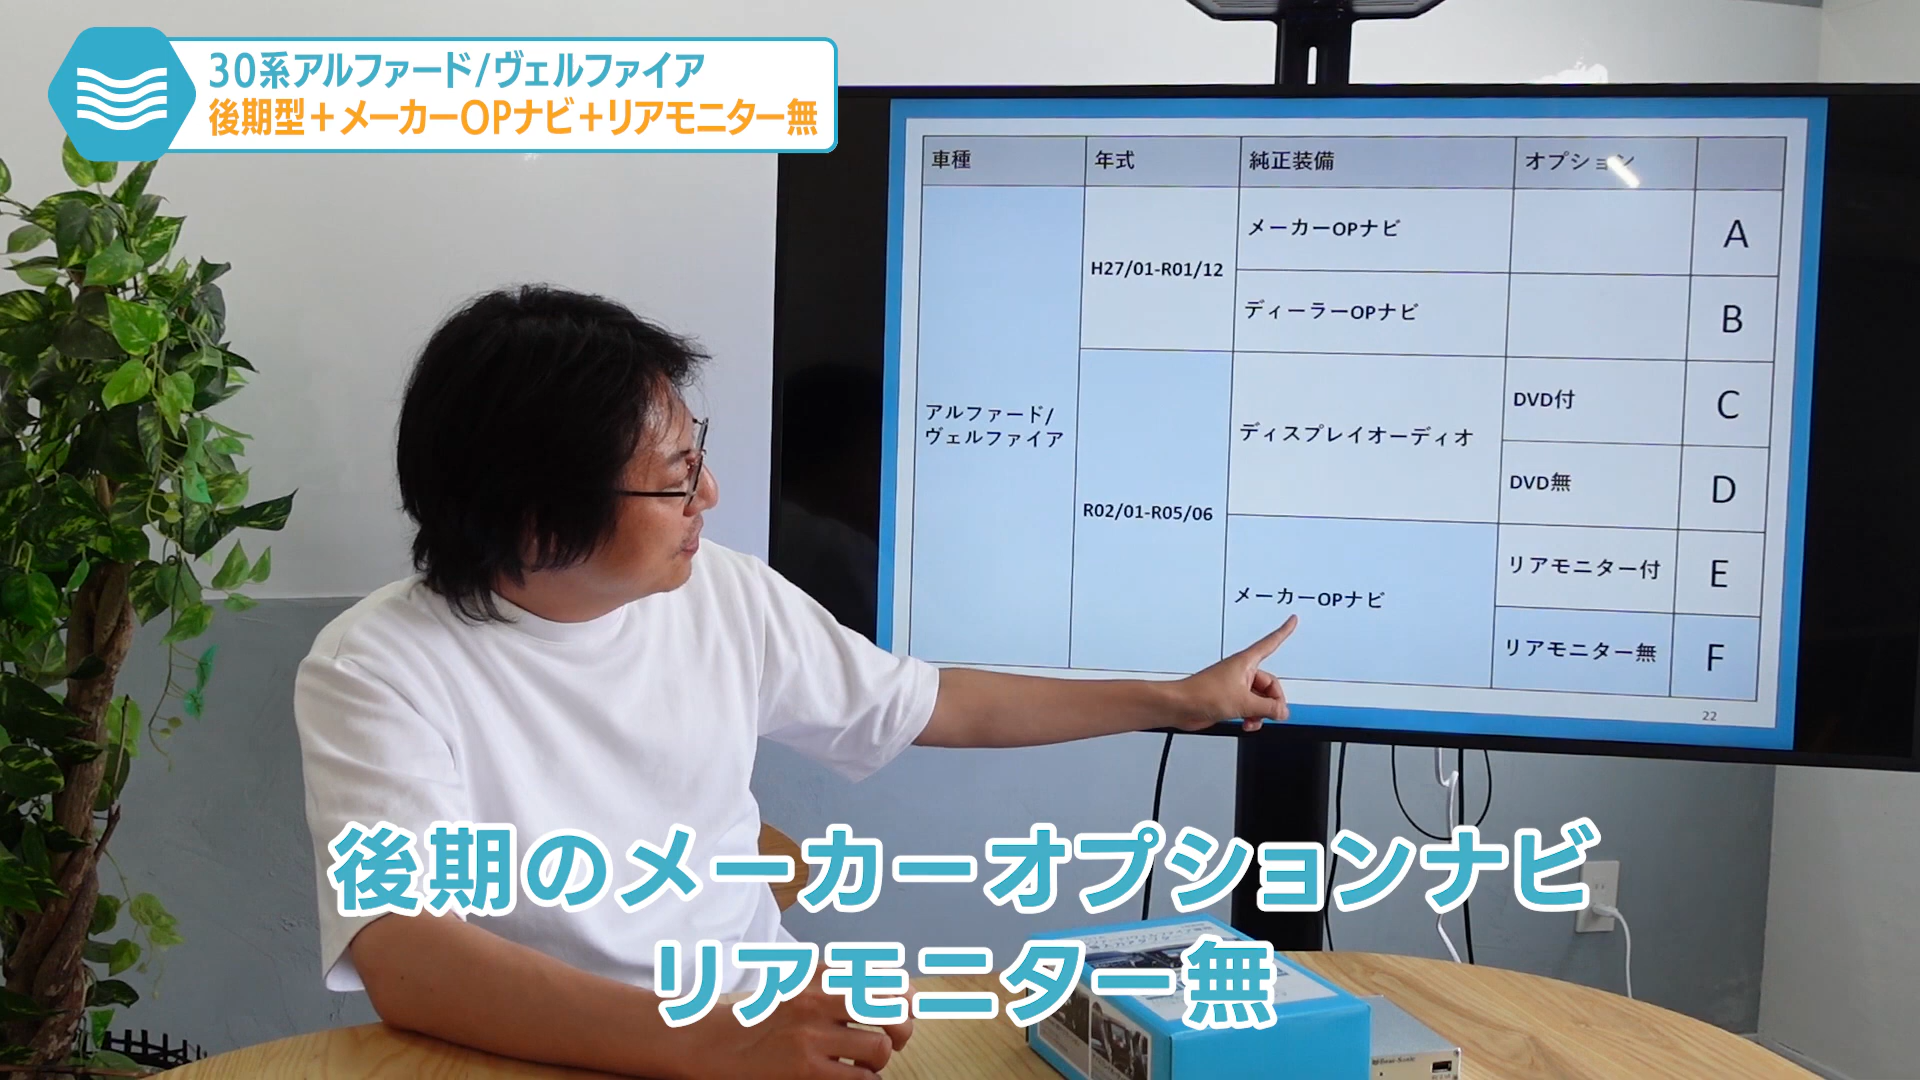 30系アルファード/ヴェルファイア
後期型＋メーカーOPナビ＋リアモニター無
車種 年式 純正装備 オプション
アルファード/
ヴェルファイア
H27/01-R01/12
メーカーOPナビ A
ディーラーOPナビ B
R02/01-R05/06
ディスプレイオーディオ
DVD付 C
DVD無 D
メーカーOPナビ
リアモニター付 E
リアモニター無 F
22
後期のメーカーオプションナビ
リアモニター無
Beat-Sonic